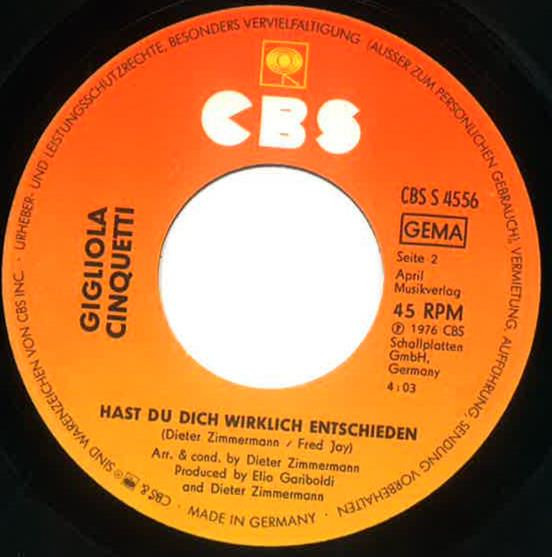 CBS
CBS S 4556
GEMA
Seite 2
April
Musikverlag
45 RPM
℗ 1976 CBS
Schallplatten
GmbH,
Germany
4:03
GIGLIOLA
CINQUETTI
HAST DU DICH WIRKLICH ENTSCHIEDEN
(Dieter Zimmermann / Fred Jay)
Arr. & cond. by Dieter Zimmermann
Produced by Elio Gariboldi
and Dieter Zimmermann
CBS & ® SIND WARENZEICHEN VON CBS INC. · URHEBER- UND LEISTUNGSSCHUTZRECHTE, BESONDERS VERVIELFÄLTIGUNG (AUSSER ZUM PERSÖNLICHEN GEBRAUCH), VERMIETUNG, AUFFÜHRUNG, SENDUNG VORBEHALTEN · MADE IN GERMANY ·